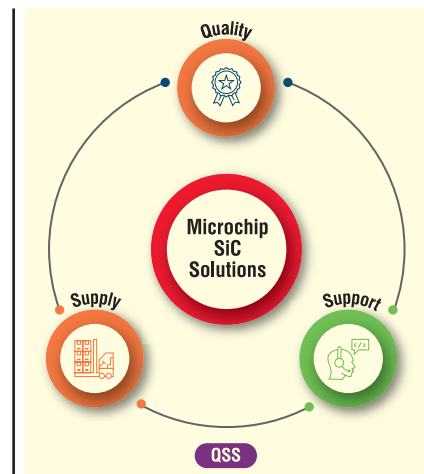 Quality
Microchip
SiC
Solutions
Supply
Support
</>
QSS